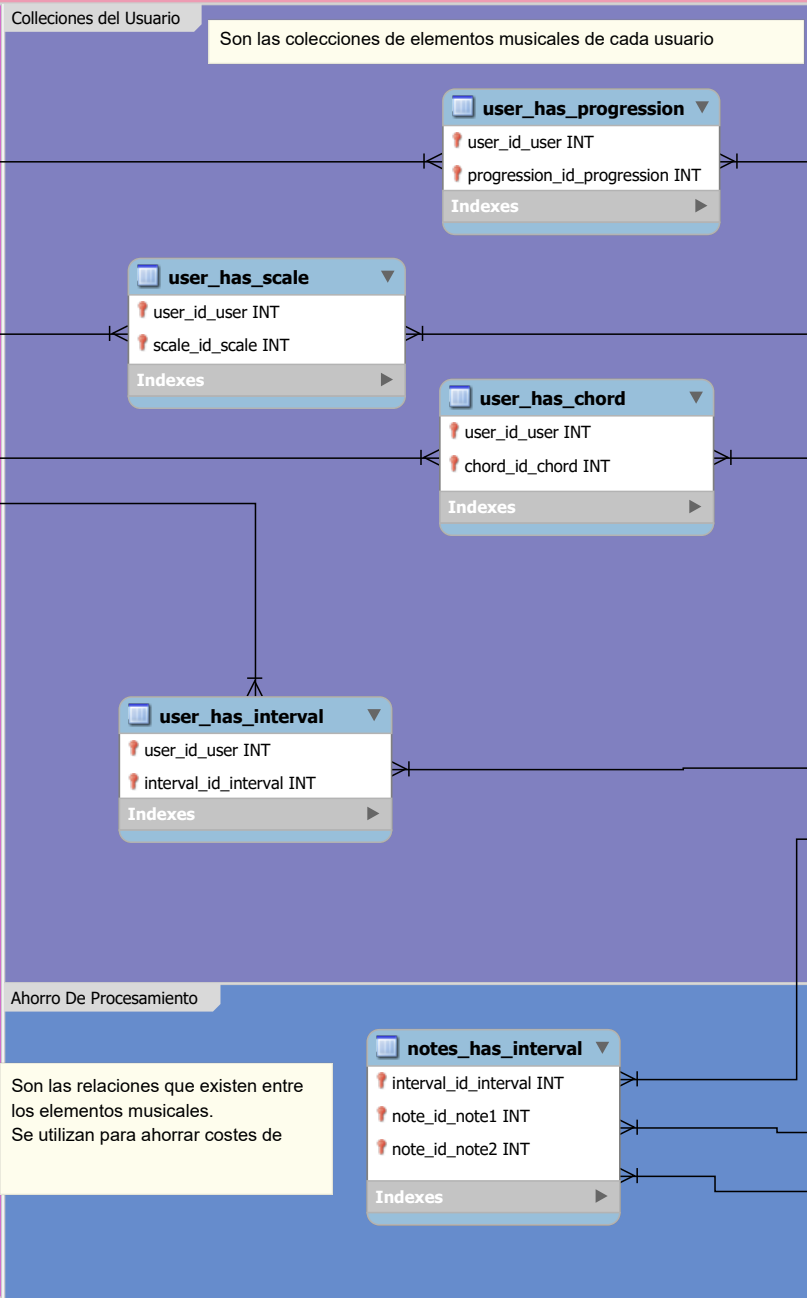 Colleciones del Usuario
Son las colecciones de elementos musicales de cada usuario
user_has_progression
user_id_user INT
progression_id_progression INT
Indexes
user_has_scale
user_id_user INT
scale_id_scale INT
Indexes
user_has_chord
user_id_user INT
chord_id_chord INT
Indexes
user_has_interval
user_id_user INT
interval_id_interval INT
Indexes
Ahorro De Procesamiento
Son las relaciones que existen entre
los elementos musicales.
Se utilizan para ahorrar costes de
notes_has_interval
interval_id_interval INT
note_id_note1 INT
note_id_note2 INT
Indexes